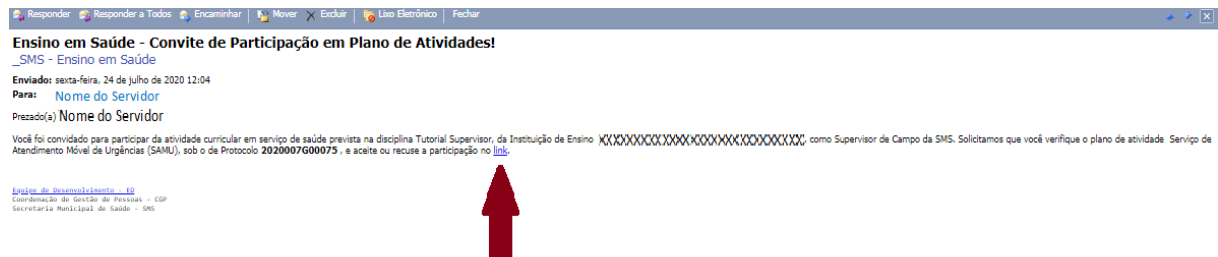 Responder Responder a Todos Encaminhar Mover Excluir Lixo Eletrônico Fechar
Ensino em Saúde - Convite de Participação em Plano de Atividades!
_SMS - Ensino em Saúde
Enviado: sexta-feira, 24 de julho de 2020 12:04
Para: Nome do Servidor
Prezado(a) Nome do Servidor
Você foi convidado para participar da atividade curricular em serviço de saúde prevista na disciplina Tutorial Supervisor, da Instituição de Ensino , como Supervisor de Campo da SMS. Solicitamos que você verifique o plano de atividade Serviço de
Atendimento Móvel de Urgências (SAMU), sob o de Protocolo 2020007G00075 , e aceite ou recuse a participação no link.
Equipe de Desenvolvimento - ED
Coordenação de Gestão de Pessoas - CGP
Secretaria Municipal de Saúde - SMS